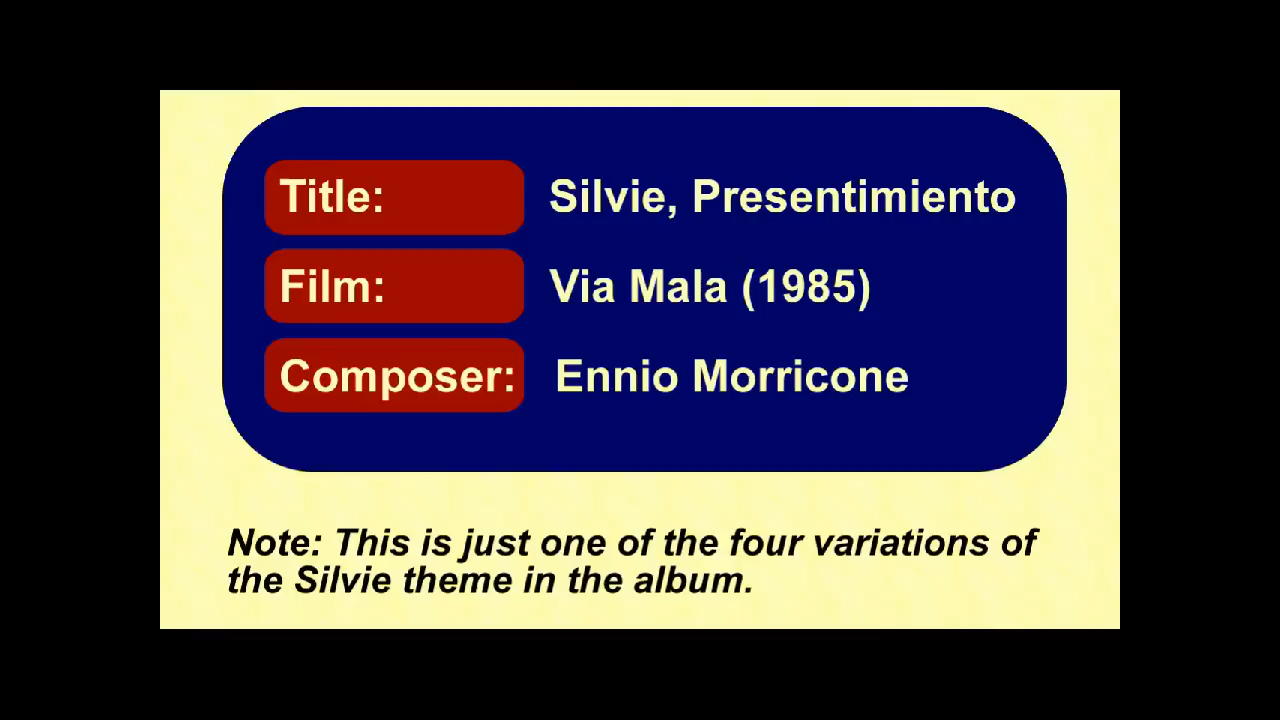 Title: Silvie, Presentimiento
Film: Via Mala (1985)
Composer: Ennio Morricone
Note: This is just one of the four variations of
the Silvie theme in the album.